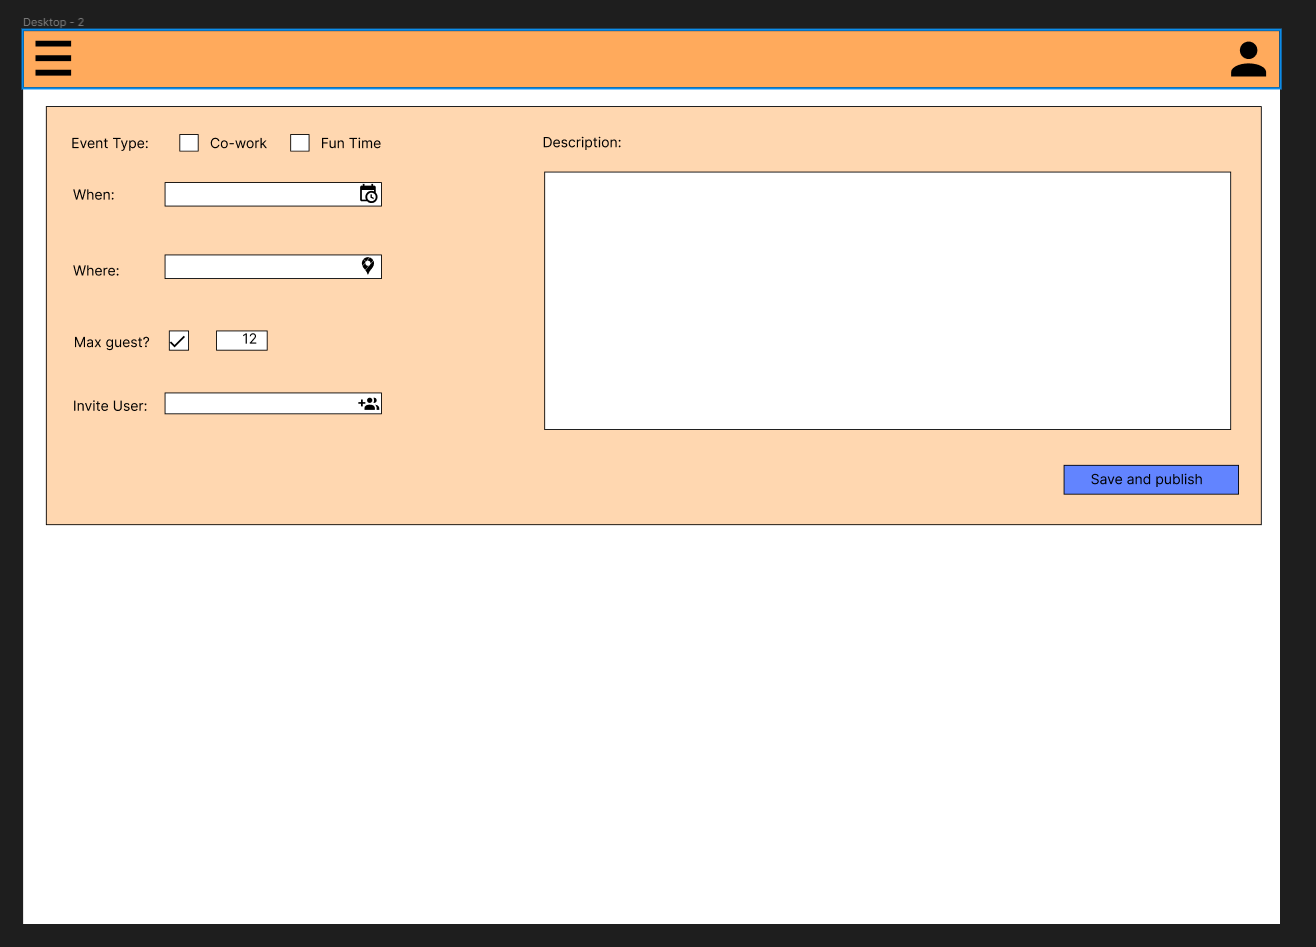 Desktop - 2
Event Type:
Co-work
Fun Time
Description:
When:
Where:
Max guest?
12
Invite User:
Save and publish